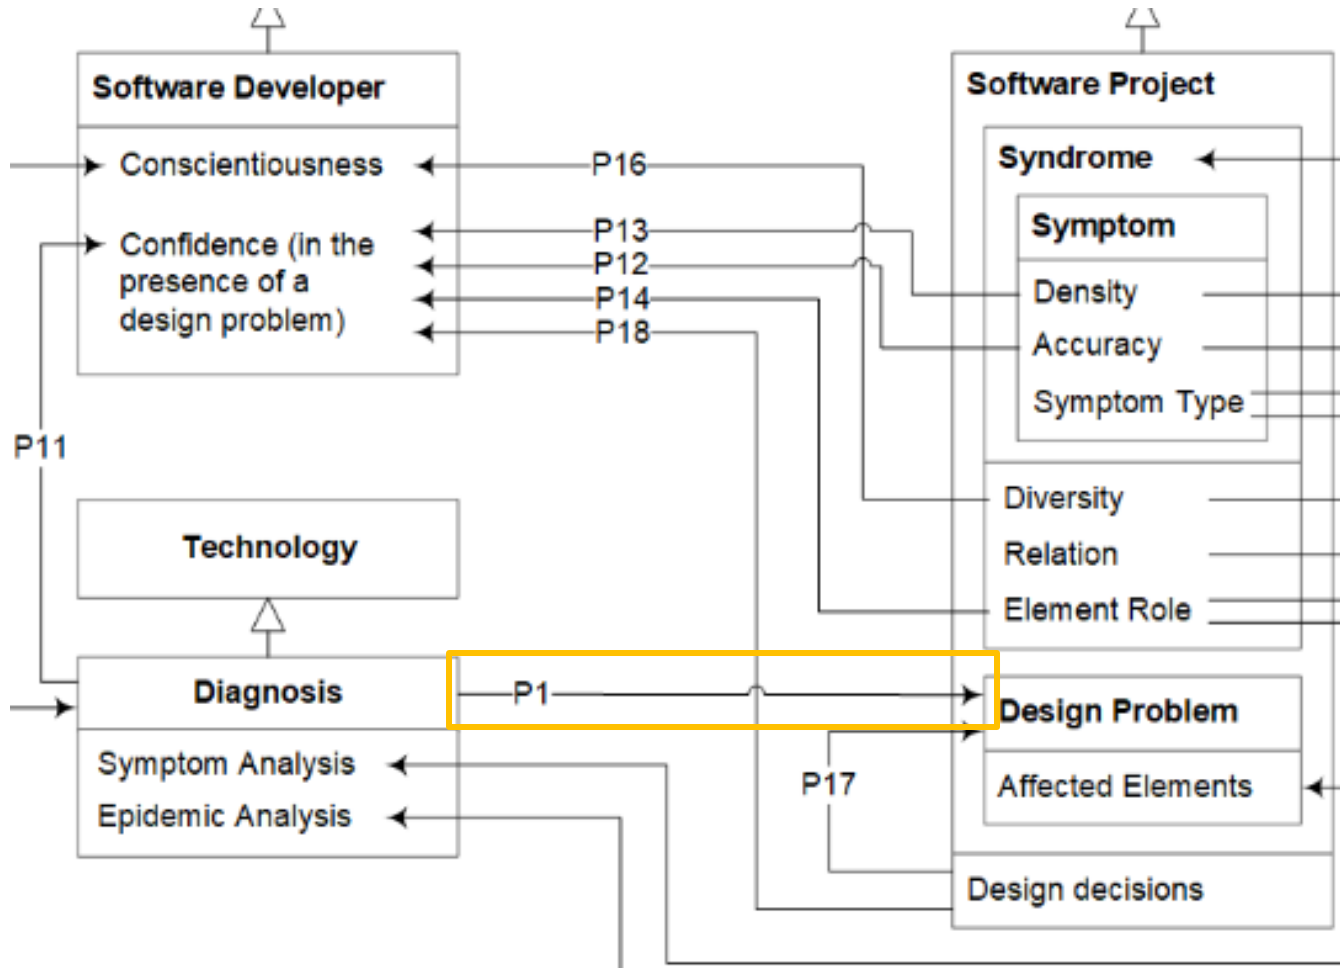 Software Developer
Conscientiousness
Confidence (in the
presence of a
design problem)
P16
P13
P12
P14
P18
P11
Technology
Diagnosis
Symptom Analysis
Epidemic Analysis
P1
P17
Software Project
Syndrome
Symptom
Density
Accuracy
Symptom Type
Diversity
Relation
Element Role
Design Problem
Affected Elements
Design decisions